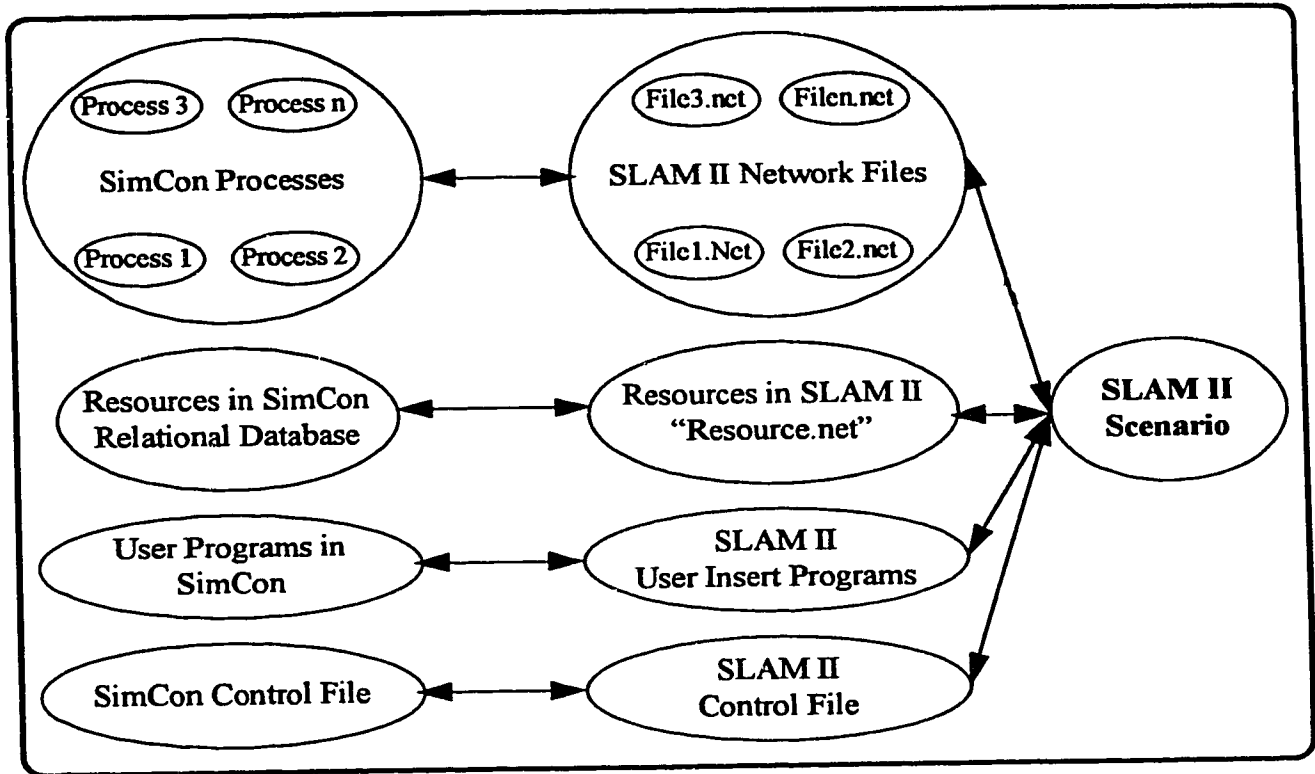 Process 3
Process n
SimCon Processes
Process 1
Process 2
File3.net
Filen.net
SLAM II Network Files
File1.Net
File2.net
Resources in SimCon
Relational Database
Resources in SLAM II
“Resource.net”
SLAM II
Scenario
User Programs in
SimCon
SLAM II
User Insert Programs
SimCon Control File
SLAM II
Control File